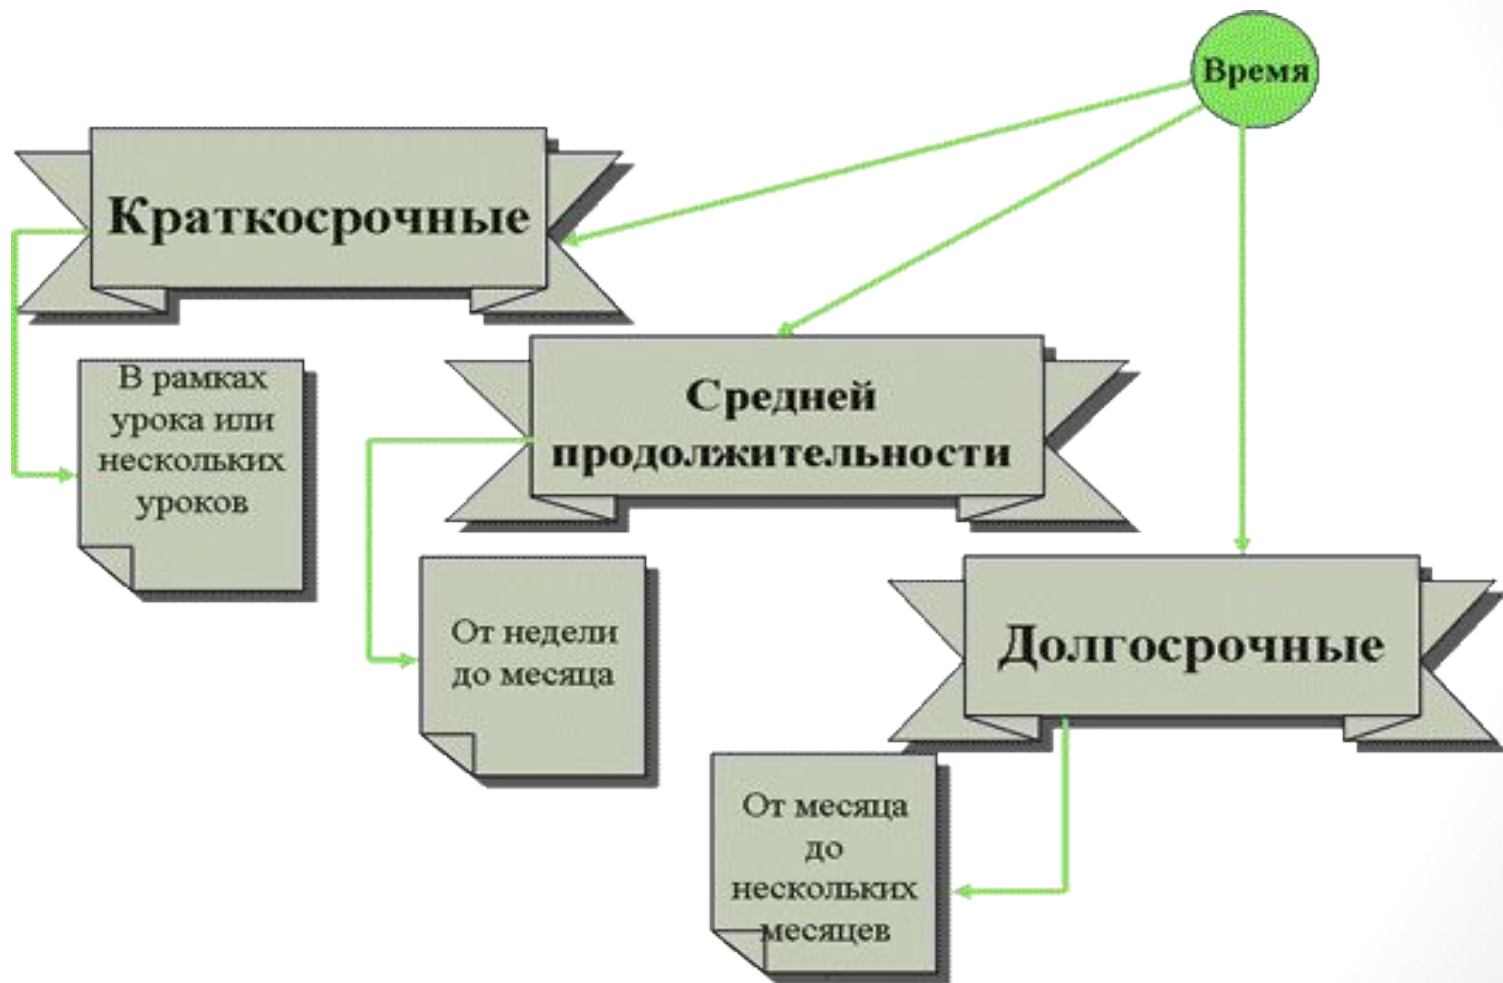 Время
Краткосрочные
В рамках
урока или
нескольких
уроков
Средней
продолжительности
От недели
до месяца
Долгосрочные
От месяца
до
нескольких
месяцев